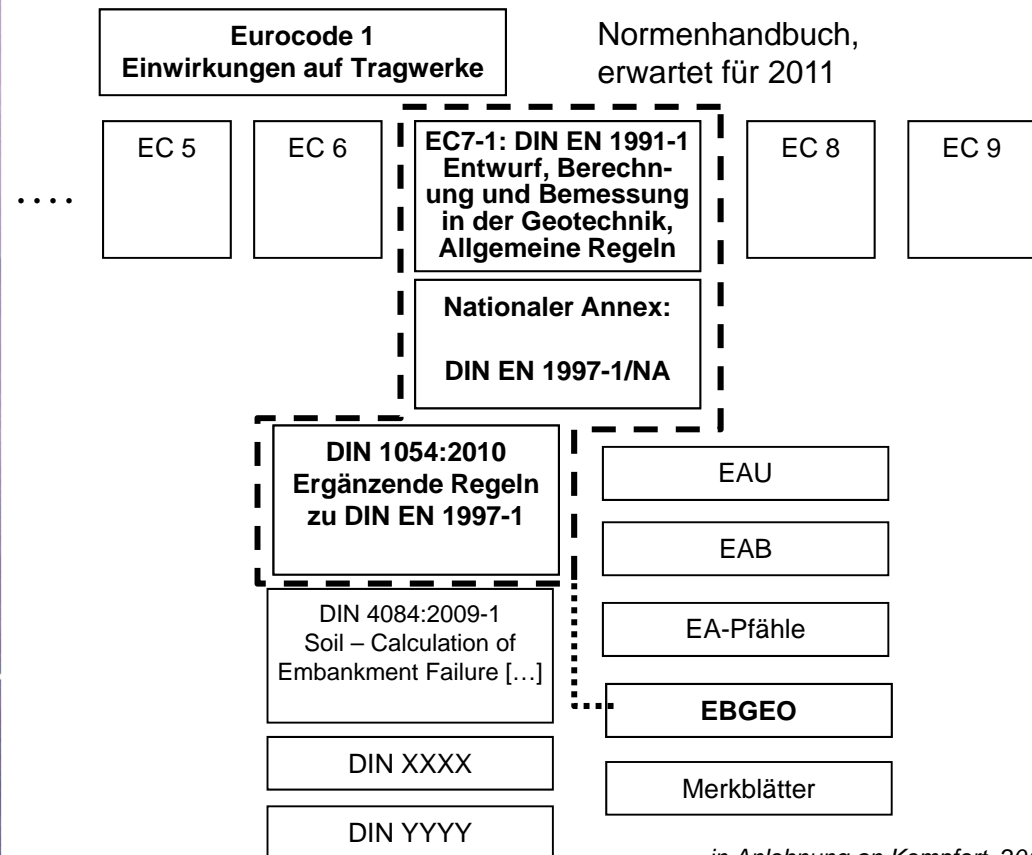 Eurocode 1
Einwirkungen auf Tragwerke
Normenhandbuch,
erwartet für 2011
....
EC 5
EC 6
EC7-1: DIN EN 1991-1
Entwurf, Berechn-
ung und Bemessung
in der Geotechnik,
Allgemeine Regeln
EC 8
EC 9
Nationaler Annex:
DIN EN 1997-1/NA
DIN 1054:2010
Ergänzende Regeln
zu DIN EN 1997-1
DIN 4084:2009-1
Soil – Calculation of
Embankment Failure […]
DIN XXXX
DIN YYYY
EAU
EAB
EA-Pfähle
EBGEO
Merkblätter